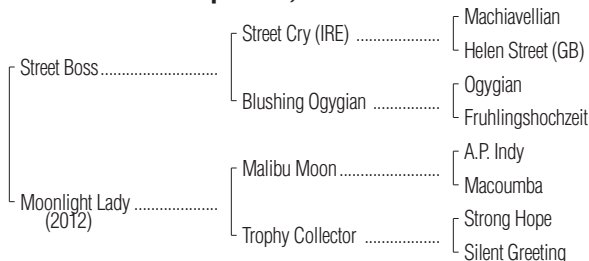 Machiavellian
Street Cry (IRE) ..................
Helen Street (GB)
Street Boss.........................
Ogygian
Blushing Ogygian ..............
Fruhlingshochzeit
A.P. Indy
Malibu Moon.....................
Macoumba
Moonlight Lady ..................
(2012)
Strong Hope
Trophy Collector ................
Silent Greeting